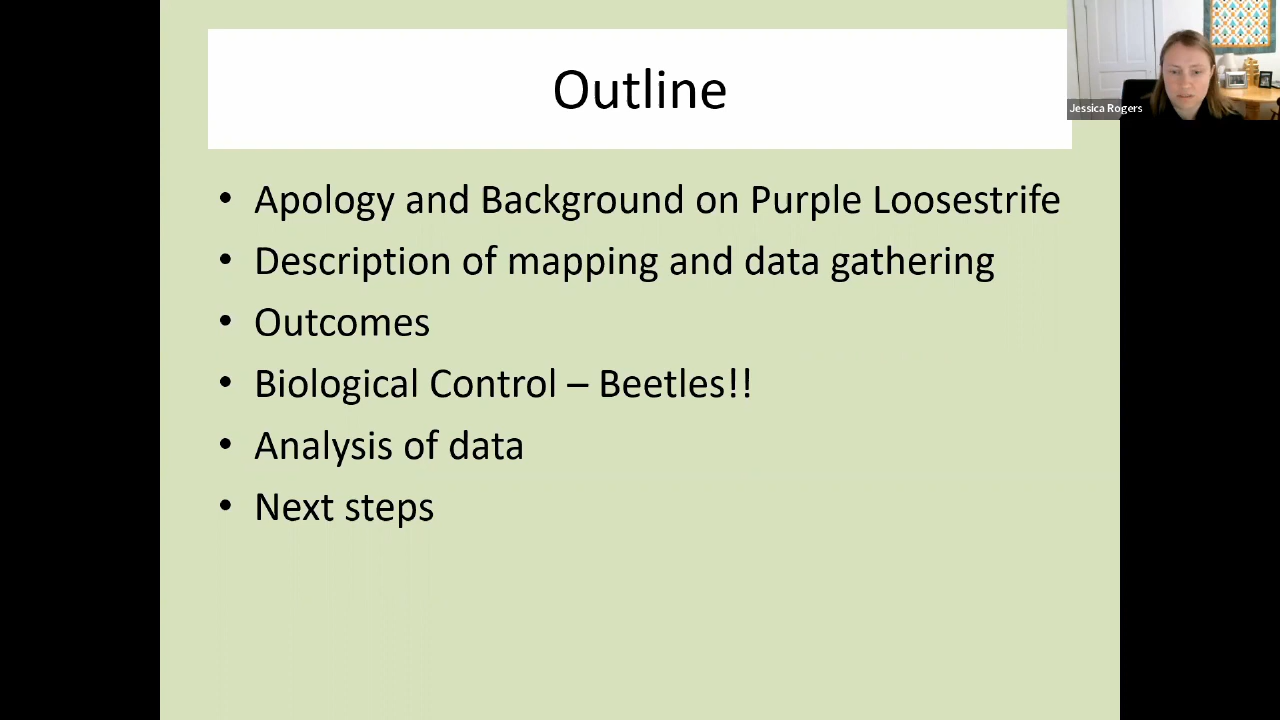 Outline
Jessica Rogers
• Apology and Background on Purple Loosestrife
• Description of mapping and data gathering
• Outcomes
• Biological Control – Beetles!!
• Analysis of data
• Next steps